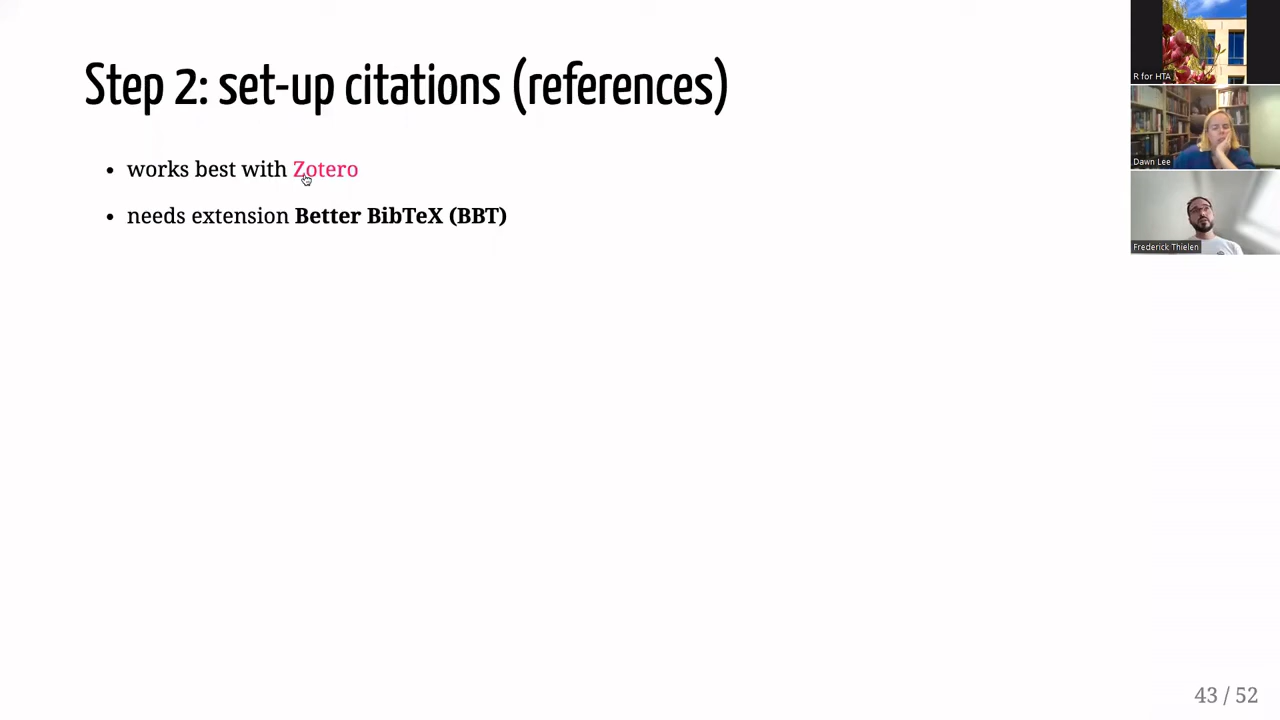 Step 2: set-up citations (references)
works best with Zotero
needs extension Better BibTeX (BBT)
R for HTA
Dawn Lee
Frederick Thielen
43 / 52